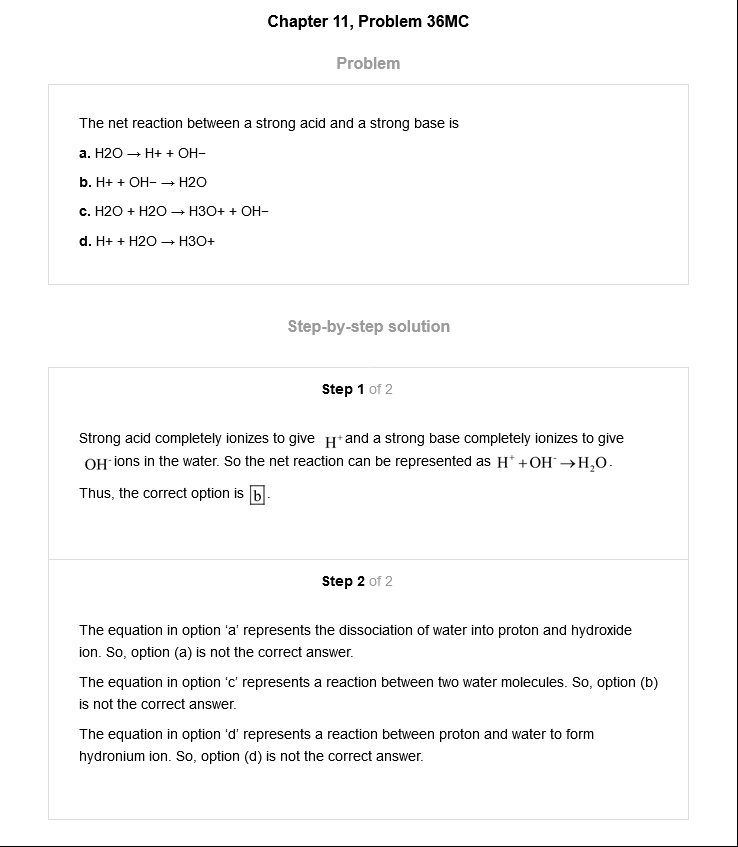 Chapter 11, Problem 36MC
Problem
The net reaction between a strong acid and a strong base is
a. H2O → H+ + OH−
b. H+ + OH− → H2O
c. H2O + H2O → H3O+ + OH−
d. H+ + H2O → H3O+
Step-by-step solution
Step 1 of 2
Strong acid completely ionizes to give H⁺ and a strong base completely ionizes to give
OH⁻ ions in the water. So the net reaction can be represented as H⁺ + OH⁻ → H₂O.
Thus, the correct option is b.
Step 2 of 2
The equation in option ‘a’ represents the dissociation of water into proton and hydroxide
ion. So, option (a) is not the correct answer.
The equation in option ‘c’ represents a reaction between two water molecules. So, option (b)
is not the correct answer.
The equation in option ‘d’ represents a reaction between proton and water to form
hydronium ion. So, option (d) is not the correct answer.